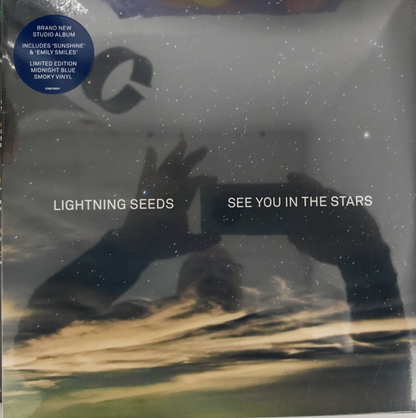 BRAND NEW
STUDIO ALBUM
INCLUDES 'SUNSHINE'
& 'EMILY SMILES'
LIMITED EDITION
MIDNIGHT BLUE
SMOKY VINYL
LIGHTNING SEEDS
SEE YOU IN THE STARS